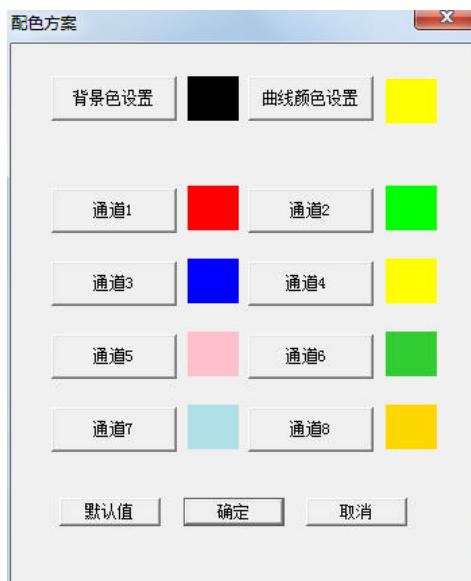 配色方案
背景色设置 曲线颜色设置
通道1 通道2
通道3 通道4
通道5 通道6
通道7 通道8
默认值 确定 取消